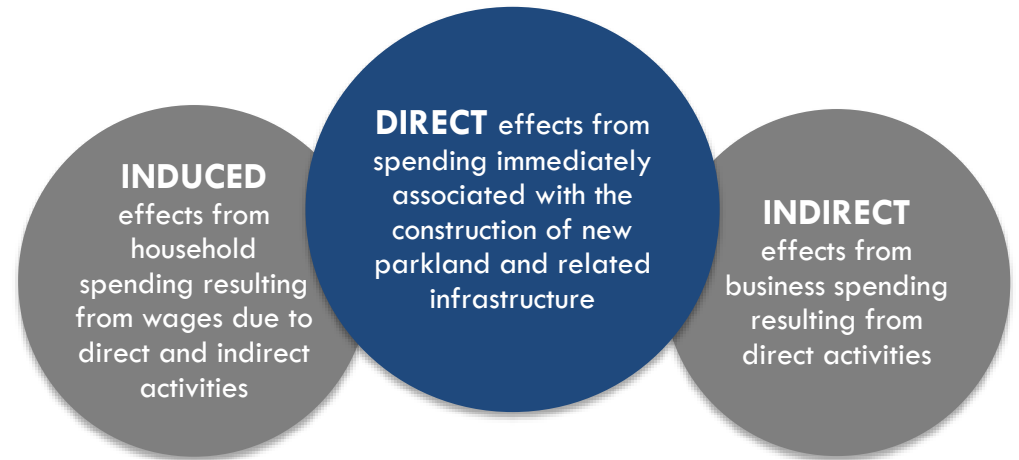 INDUCED
effects from
household
spending resulting
from wages due to
direct and indirect
activities
DIRECT effects from
spending immediately
associated with the
construction of new
parkland and related
infrastructure
INDIRECT
effects from
business spending
resulting from
direct activities